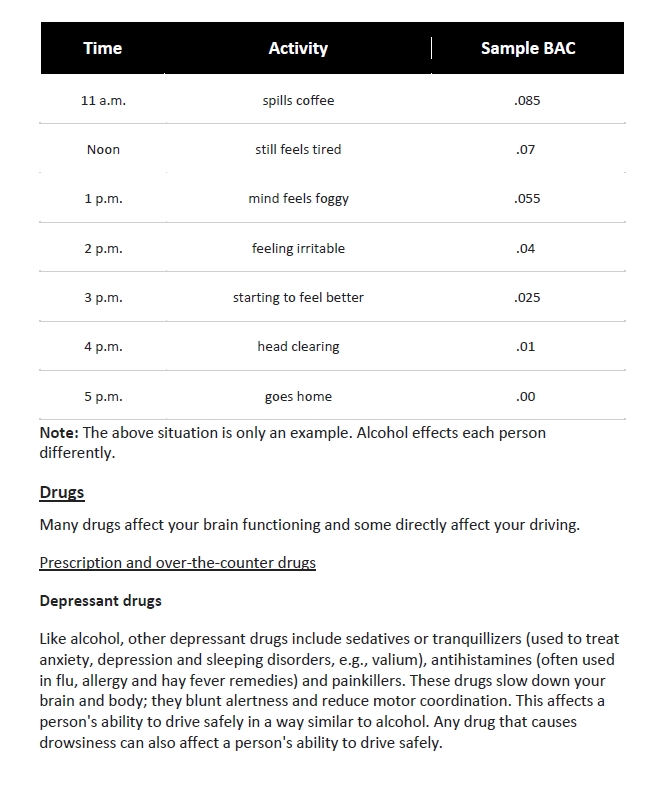 Time Activity Sample BAC
11 a.m. spills coffee .085
Noon still feels tired .07
1 p.m. mind feels foggy .055
2 p.m. feeling irritable .04
3 p.m. starting to feel better .025
4 p.m. head clearing .01
5 p.m. goes home .00
Note: The above situation is only an example. Alcohol effects each person
differently.
Drugs
Many drugs affect your brain functioning and some directly affect your driving.
Prescription and over-the-counter drugs
Depressant drugs
Like alcohol, other depressant drugs include sedatives or tranquillizers (used to treat
anxiety, depression and sleeping disorders, e.g., valium), antihistamines (often used
in flu, allergy and hay fever remedies) and painkillers. These drugs slow down your
brain and body; they blunt alertness and reduce motor coordination. This affects a
person's ability to drive safely in a way similar to alcohol. Any drug that causes
drowsiness can also affect a person's ability to drive safely.